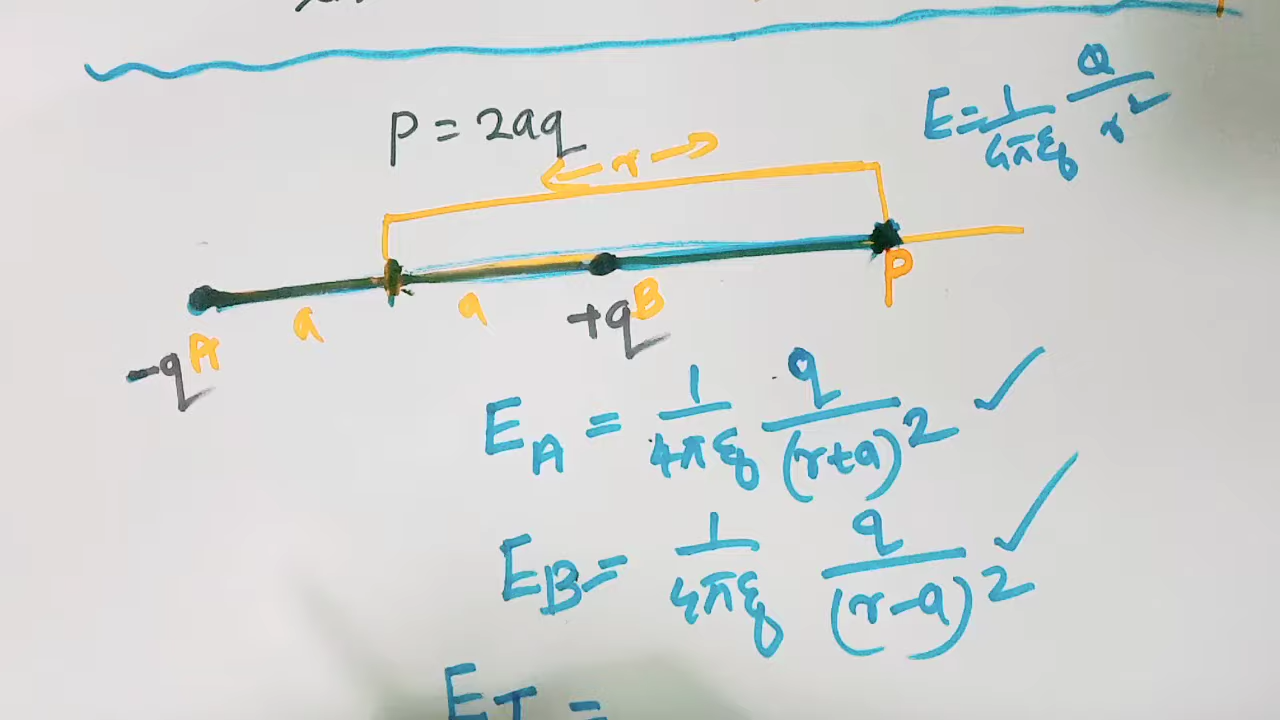 P = 2aq
E = 1/4πε₀ Q/r²
← r →
a a
-q A +q B P
E_A = 1/4πε₀ q/(r+a)² ✓
E_B = 1/4πε₀ q/(r-a)² ✓
E_T =